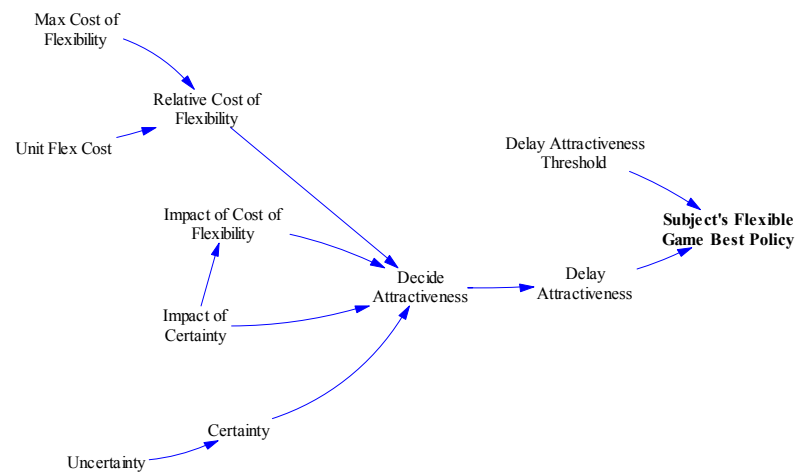 Max Cost of
Flexibility
Relative Cost of
Flexibility
Unit Flex Cost
Delay Attractiveness
Threshold
Impact of Cost of
Flexibility
Subject's Flexible
Game Best Policy
Decide
Attractiveness
Delay
Attractiveness
Impact of
Certainty
Certainty
Uncertainty